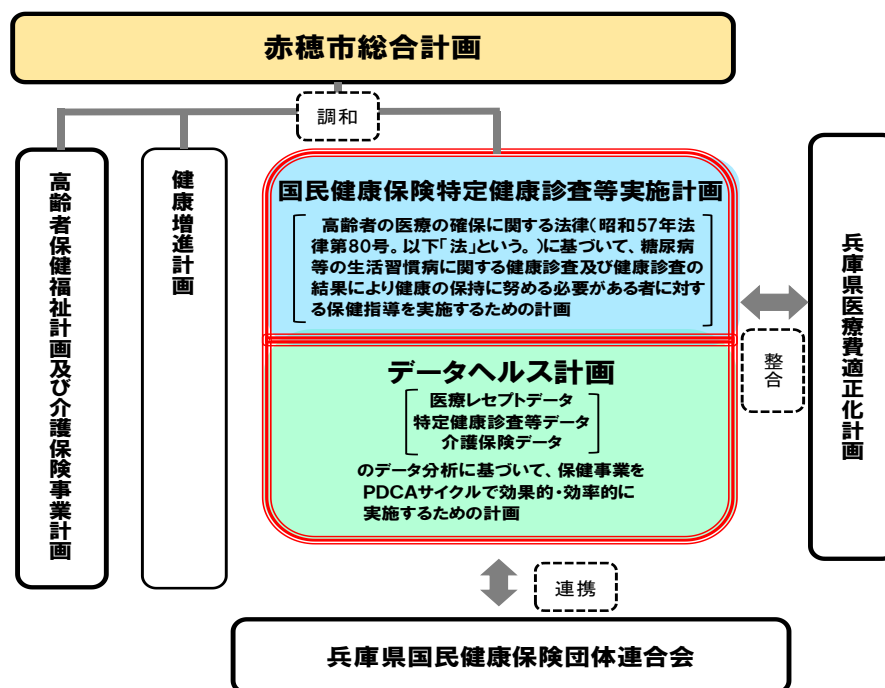 赤穂市総合計画
調和
高齢者保健福祉計画及び介護保険事業計画
健康増進計画
国民健康保険特定健康診査等実施計画
高齢者の医療の確保に関する法律(昭和57年法
律第80号。以下「法」という。)に基づいて、糖尿病
等の生活習慣病に関する健康診査及び健康診査の
結果により健康の保持に努める必要がある者に対す
る保健指導を実施するための計画
データヘルス計画
医療レセプトデータ
特定健康診査等データ
介護保険データ
のデータ分析に基づいて、保健事業を
PDCAサイクルで効果的・効率的に
実施するための計画
整合
兵庫県医療費適正化計画
連携
兵庫県国民健康保険団体連合会